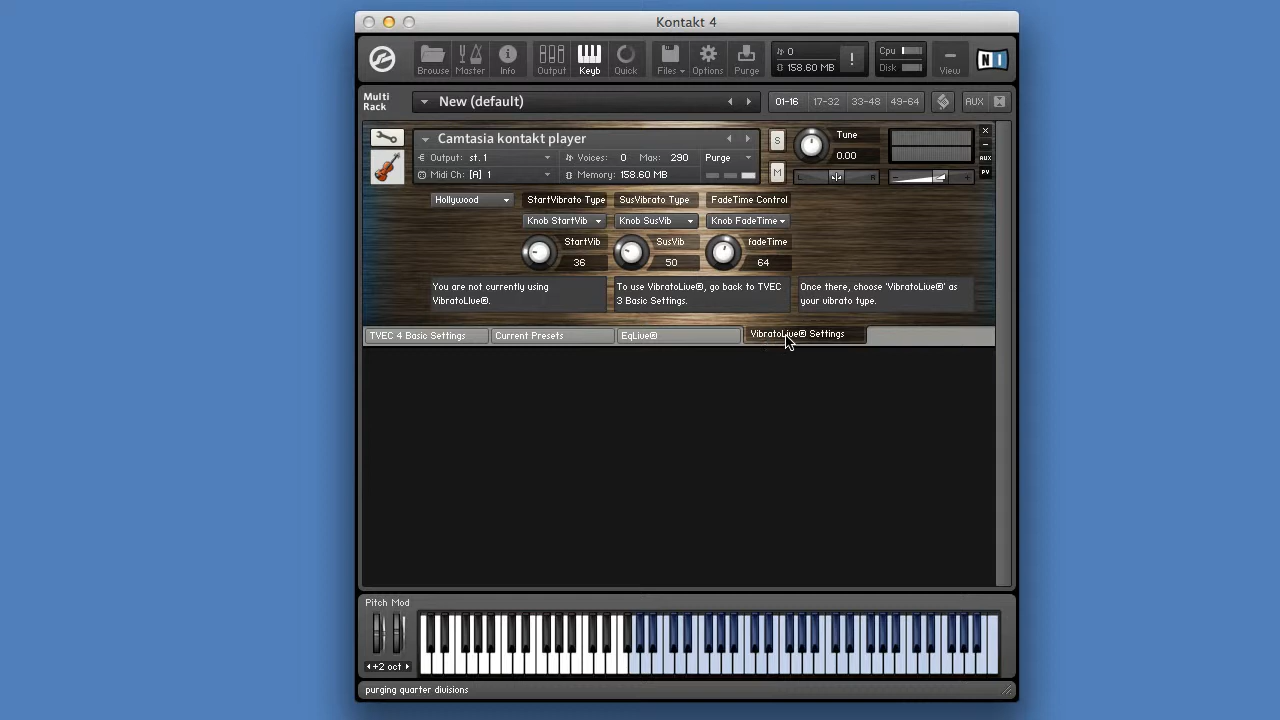 Kontakt 4
Browse Master Info Output Keyb Quick Files Options Purge
0
158.60 MB
!
Cpu
Disk
View
NI
Multi Rack
New (default)
01-16 17-32 33-48 49-64 AUX
Camtasia kontakt player
S
Tune
0.00
Output: st.1 Voices: 0 Max: 290 Purge
Midi Ch: [A] 1 Memory: 158.60 MB
M
L R
- +
AUX
PV
Hollywood StartVibrato Type SusVibrato Type FadeTime Control
Knob StartVib Knob SusVib Knob FadeTime
StartVib SusVib fadeTime
36 50 64
You are not currently using VibratoLive®.
To use VibratoLive®, go back to TVEC 3 Basic Settings.
Once there, choose 'VibratoLive®' as your vibrato type.
TVEC 4 Basic Settings Current Presets EqLive® VibratoLive® Settings
Pitch Mod
+2 oct
purging quarter divisions